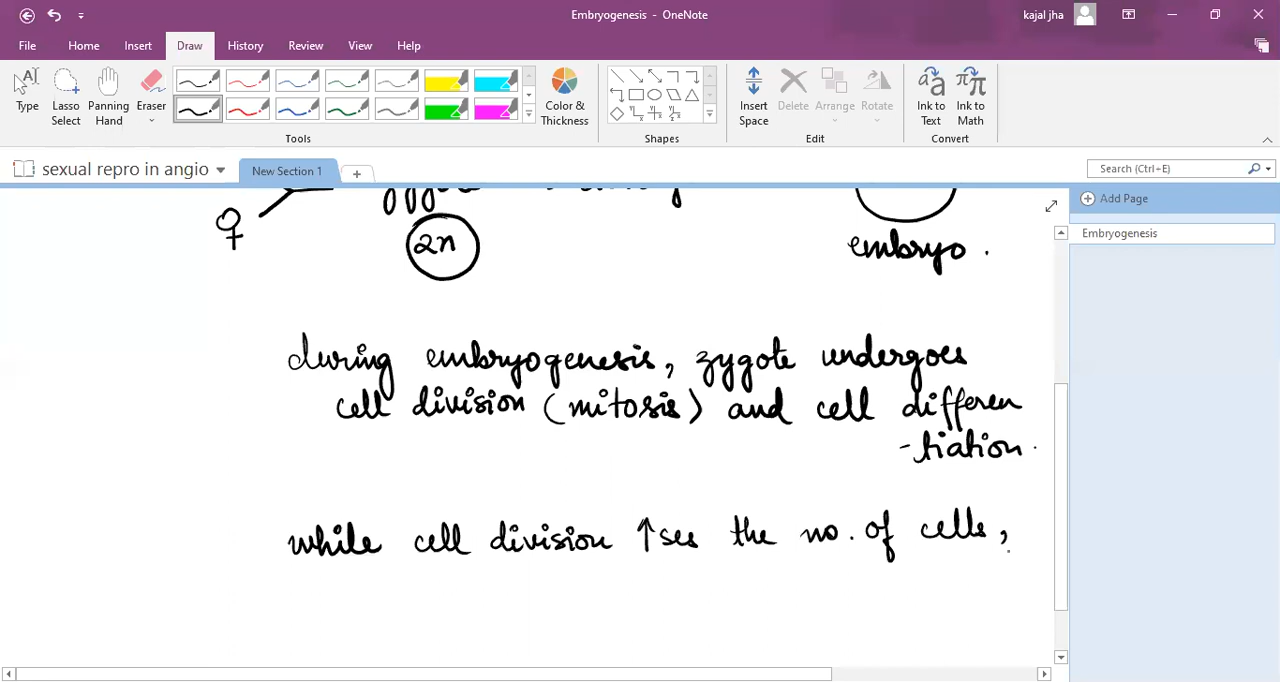 Embryogenesis - OneNote
kajal jha
File Home Insert Draw History Review View Help
Type
Lasso Select
Panning Hand
Eraser
Color & Thickness
Insert Space
Delete
Arrange
Rotate
Ink to Text
Ink to Math
Tools
Shapes
Edit
Convert
sexual repro in angio
New Section 1
Search (Ctrl+E)
Add Page
Embryogenesis
♀
2n
embryo.
during embryogenesis, zygote undergoes
cell division (mitosis) and cell differen
-tiation.
while cell division ↑ses the no. of cells,